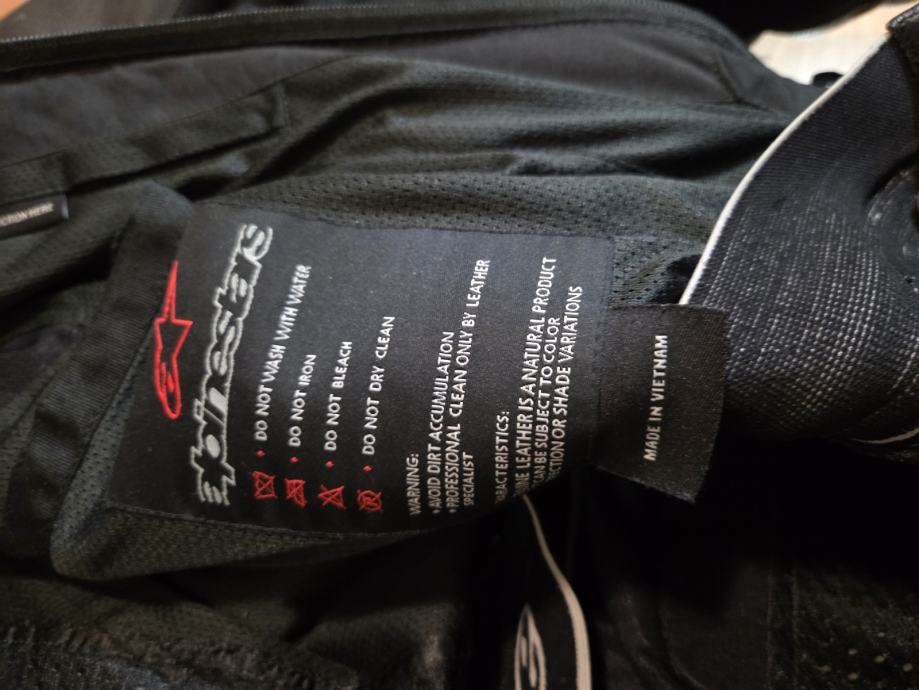 alpinestars
• DO NOT WASH WITH WATER
• DO NOT IRON
• DO NOT BLEACH
• DO NOT DRY CLEAN
WARNING:
•AVOID DIRT ACCUMULATION
•PROFESSIONAL CLEAN ONLY BY LEATHER
SPECIALIST
ARACTERISTICS:
LEATHER IS A NATURAL PRODUCT
CAN BE SUBJECT TO COLOR
OR SHADE VARIATIONS
MADE IN VIETNAM
HERE